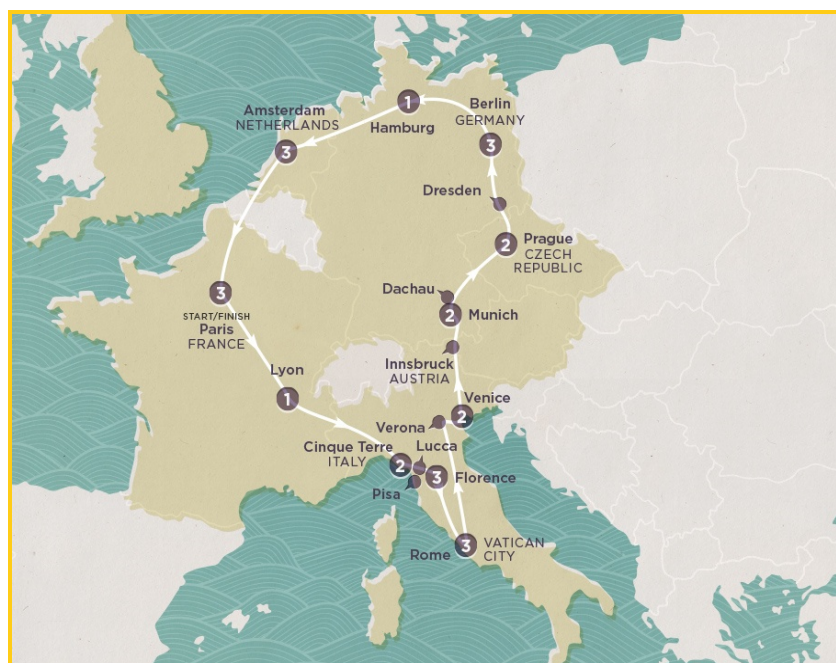 Amsterdam
NETHERLANDS
3
1
Hamburg
Berlin
GERMANY
3
Dresden
2
Prague
CZECH
REPUBLIC
3
START/FINISH
Paris
FRANCE
Dachau
2
Munich
Lyon
1
Innsbruck
AUSTRIA
Venice
2
Verona
Cinque Terre
ITALY
2
Lucca
3
Florence
Pisa
Rome
3
VATICAN
CITY